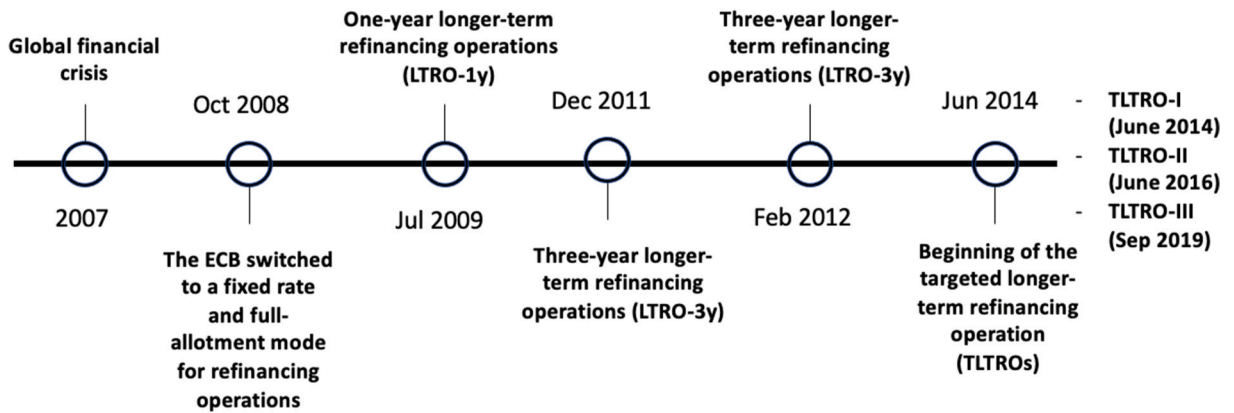 Global financial
crisis
2007
Oct 2008
The ECB switched
to a fixed rate
and full-
allotment mode
for refinancing
operations
One-year longer-term
refinancing operations
(LTRO-1y)
Jul 2009
Dec 2011
Three-year longer-
term refinancing
operations (LTRO-3y)
Three-year longer-
term refinancing
operations (LTRO-3y)
Feb 2012
Jun 2014
Beginning of the
targeted longer-
term refinancing
operation
(TLTROs)
- TLTRO-I
(June 2014)
- TLTRO-II
(June 2016)
- TLTRO-III
(Sep 2019)